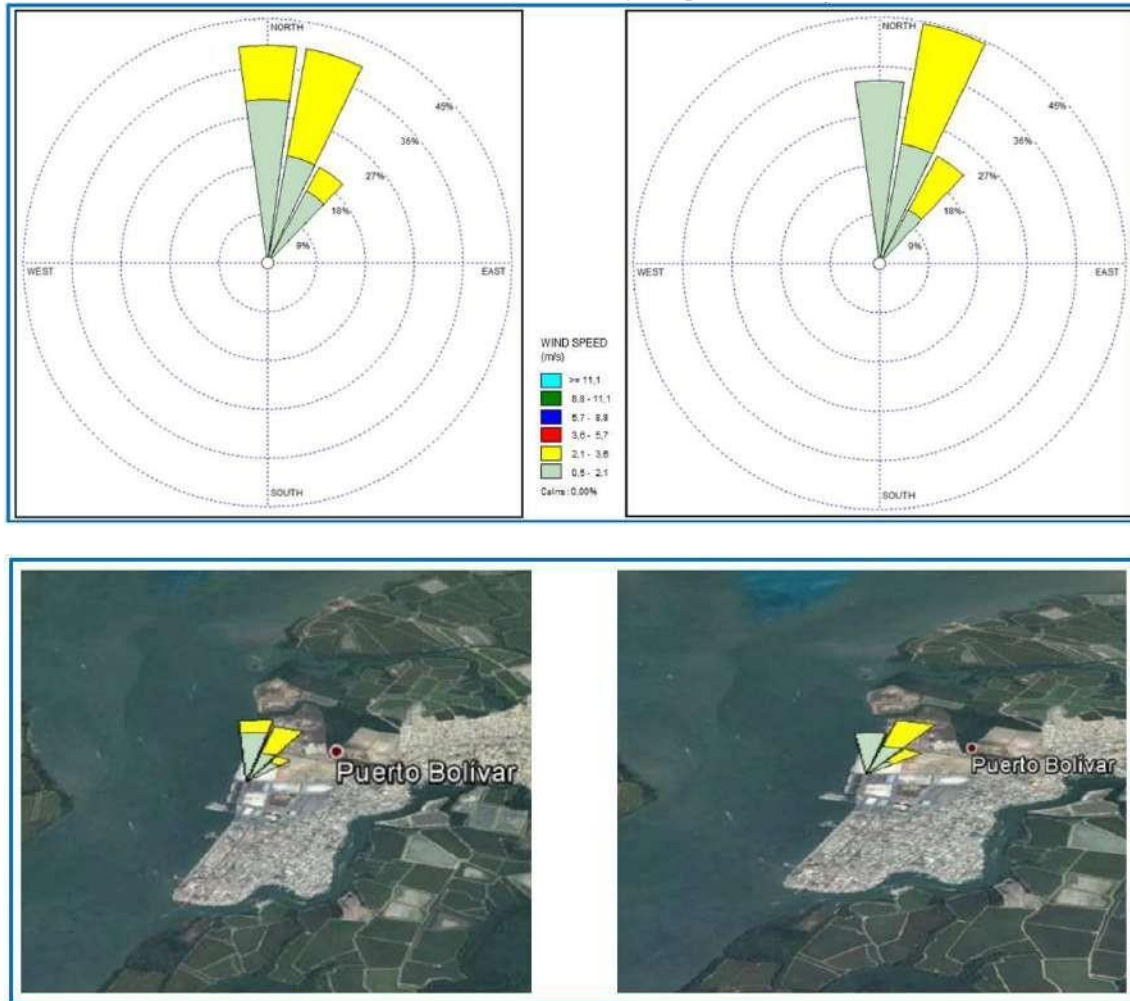 NORTH
45%
36%
27%
18%
9%
WEST
EAST
SOUTH
NORTH
45%
36%
27%
18%
9%
WEST
EAST
SOUTH
WIND SPEED
(m/s)
>= 11,1
8,8 - 11,1
5,7 - 8,8
3,6 - 5,7
2,1 - 3,6
0,5 - 2,1
Calms: 0,00%
Puerto Bolívar
Puerto Bolívar